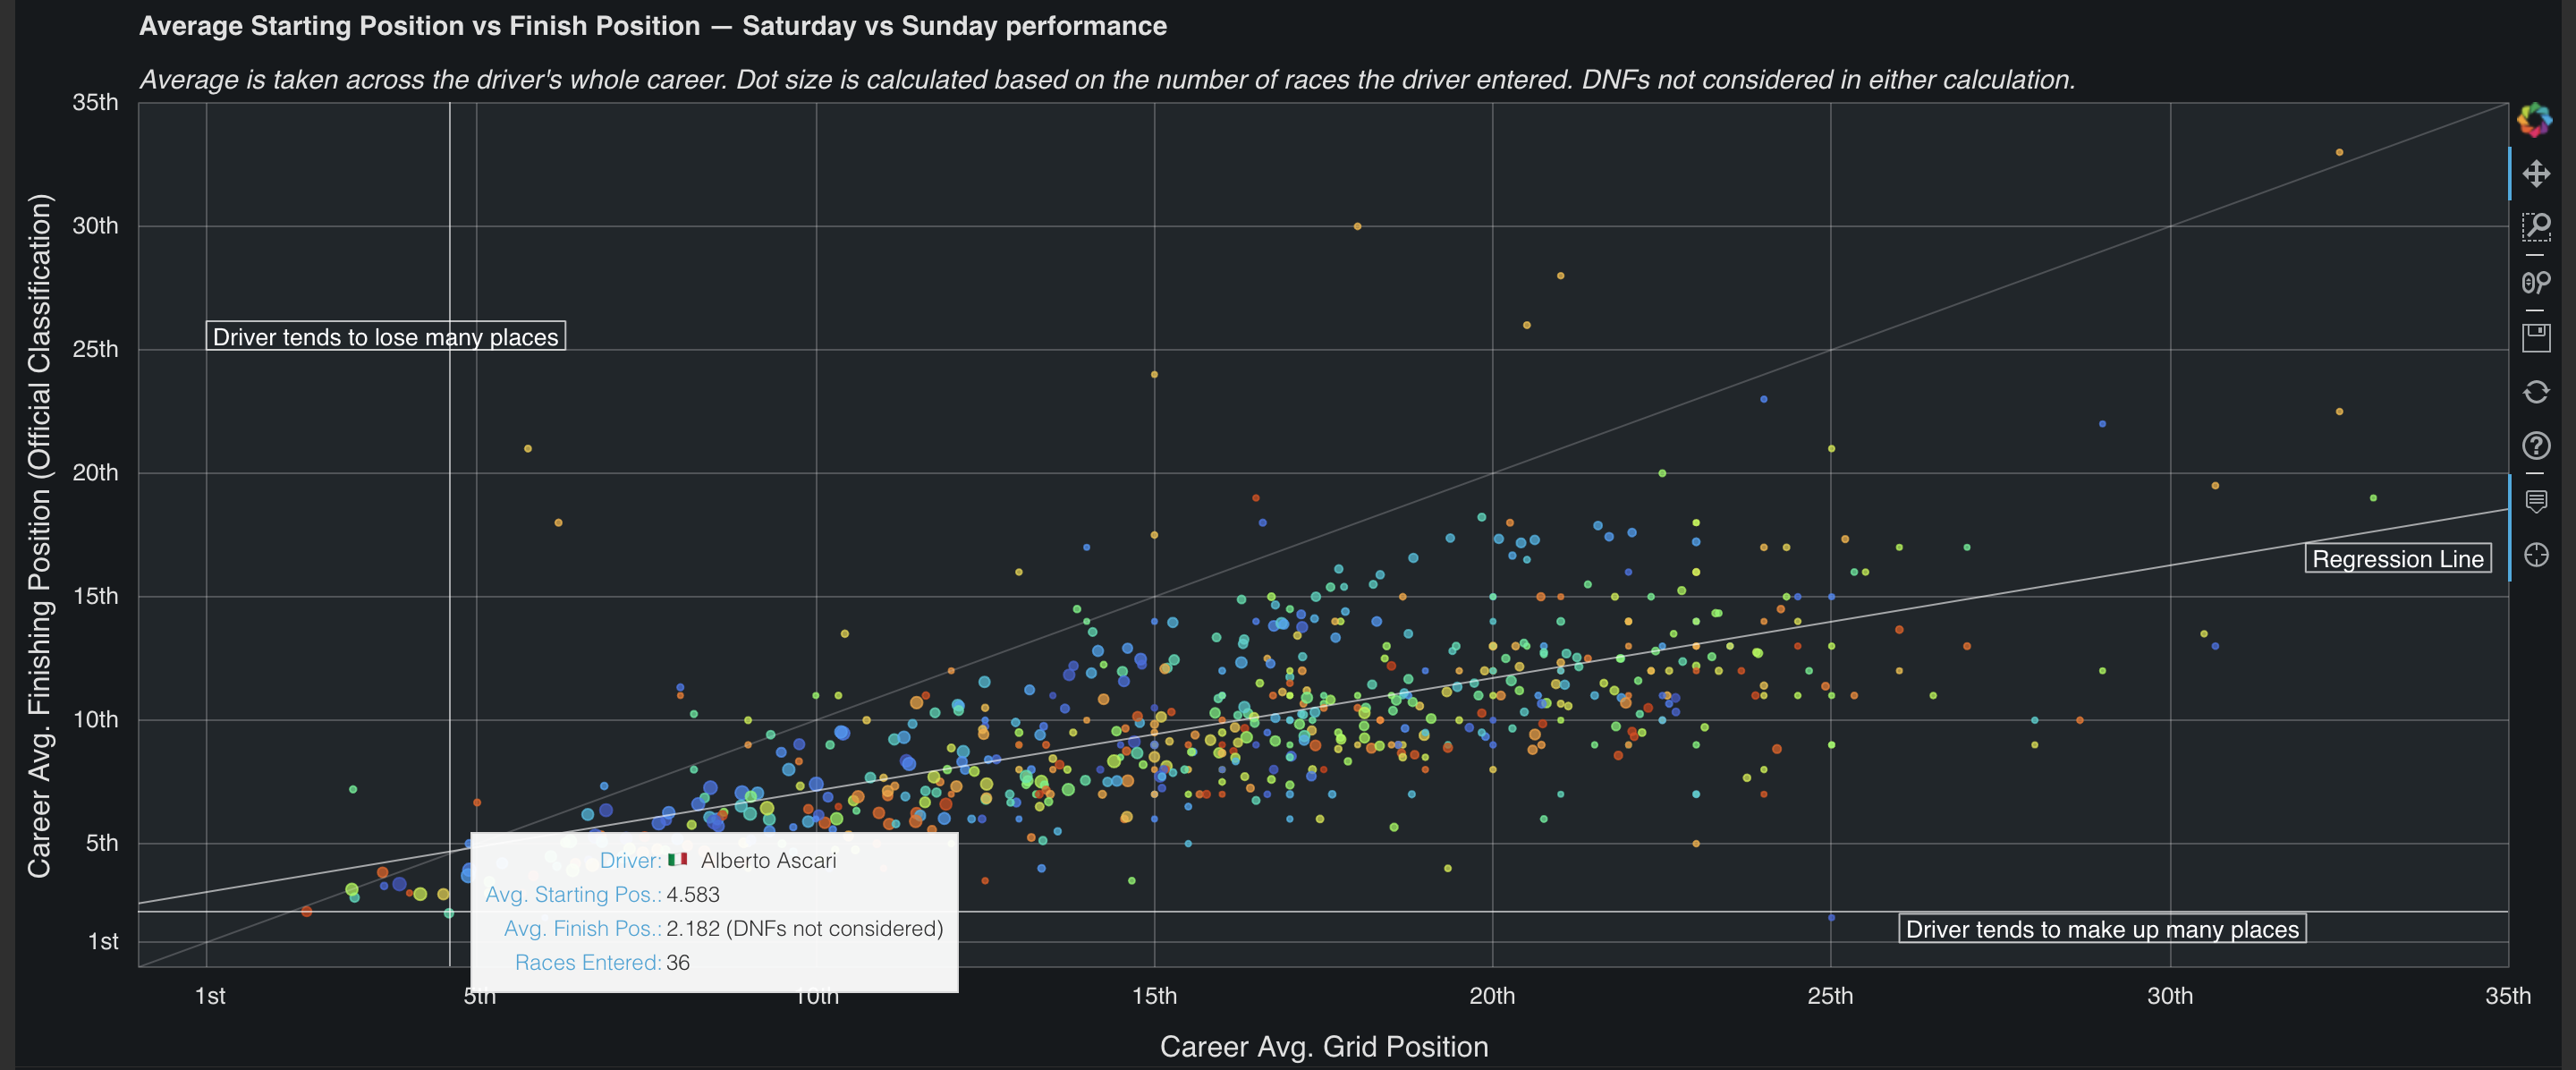 Average Starting Position vs Finish Position — Saturday vs Sunday performance
Average is taken across the driver's whole career. Dot size is calculated based on the number of races the driver entered. DNFs not considered in either calculation.
Career Avg. Finishing Position (Official Classification)
35th
30th
25th
20th
15th
10th
5th
1st
Driver tends to lose many places
Regression Line
Driver tends to make up many places
Driver: Alberto Ascari
Avg. Starting Pos.: 4.583
Avg. Finish Pos.: 2.182 (DNFs not considered)
Races Entered: 36
1st 5th 10th 15th 20th 25th 30th 35th
Career Avg. Grid Position